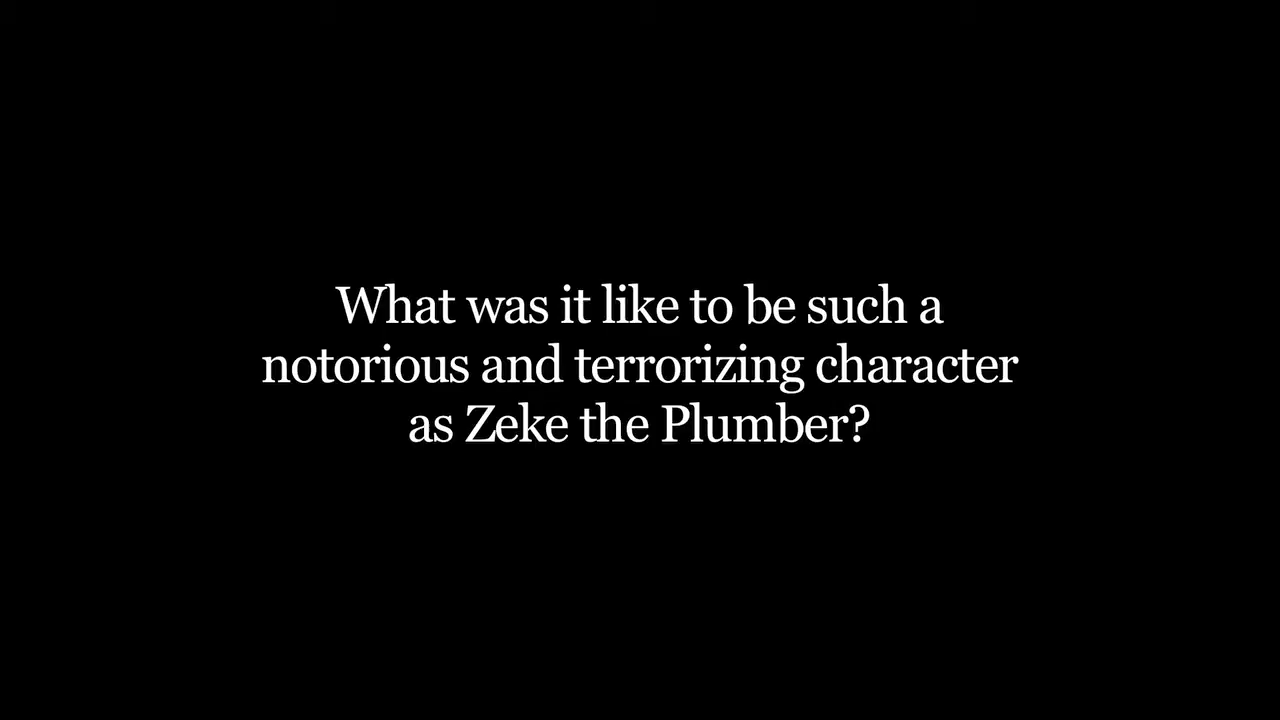 What was it like to be such a
notorious and terrorizing character
as Zeke the Plumber?